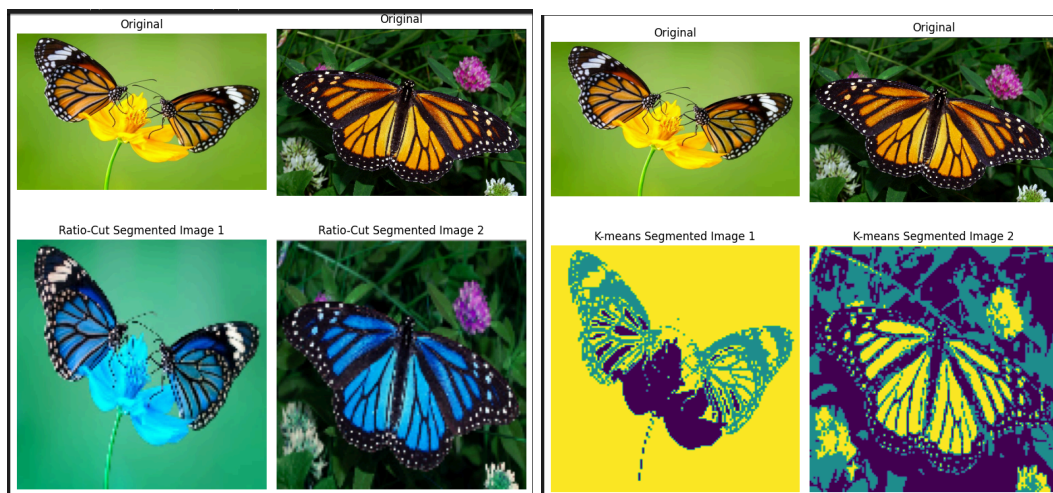 Original
Original
Ratio-Cut Segmented Image 1
Ratio-Cut Segmented Image 2
Original
Original
K-means Segmented Image 1
K-means Segmented Image 2